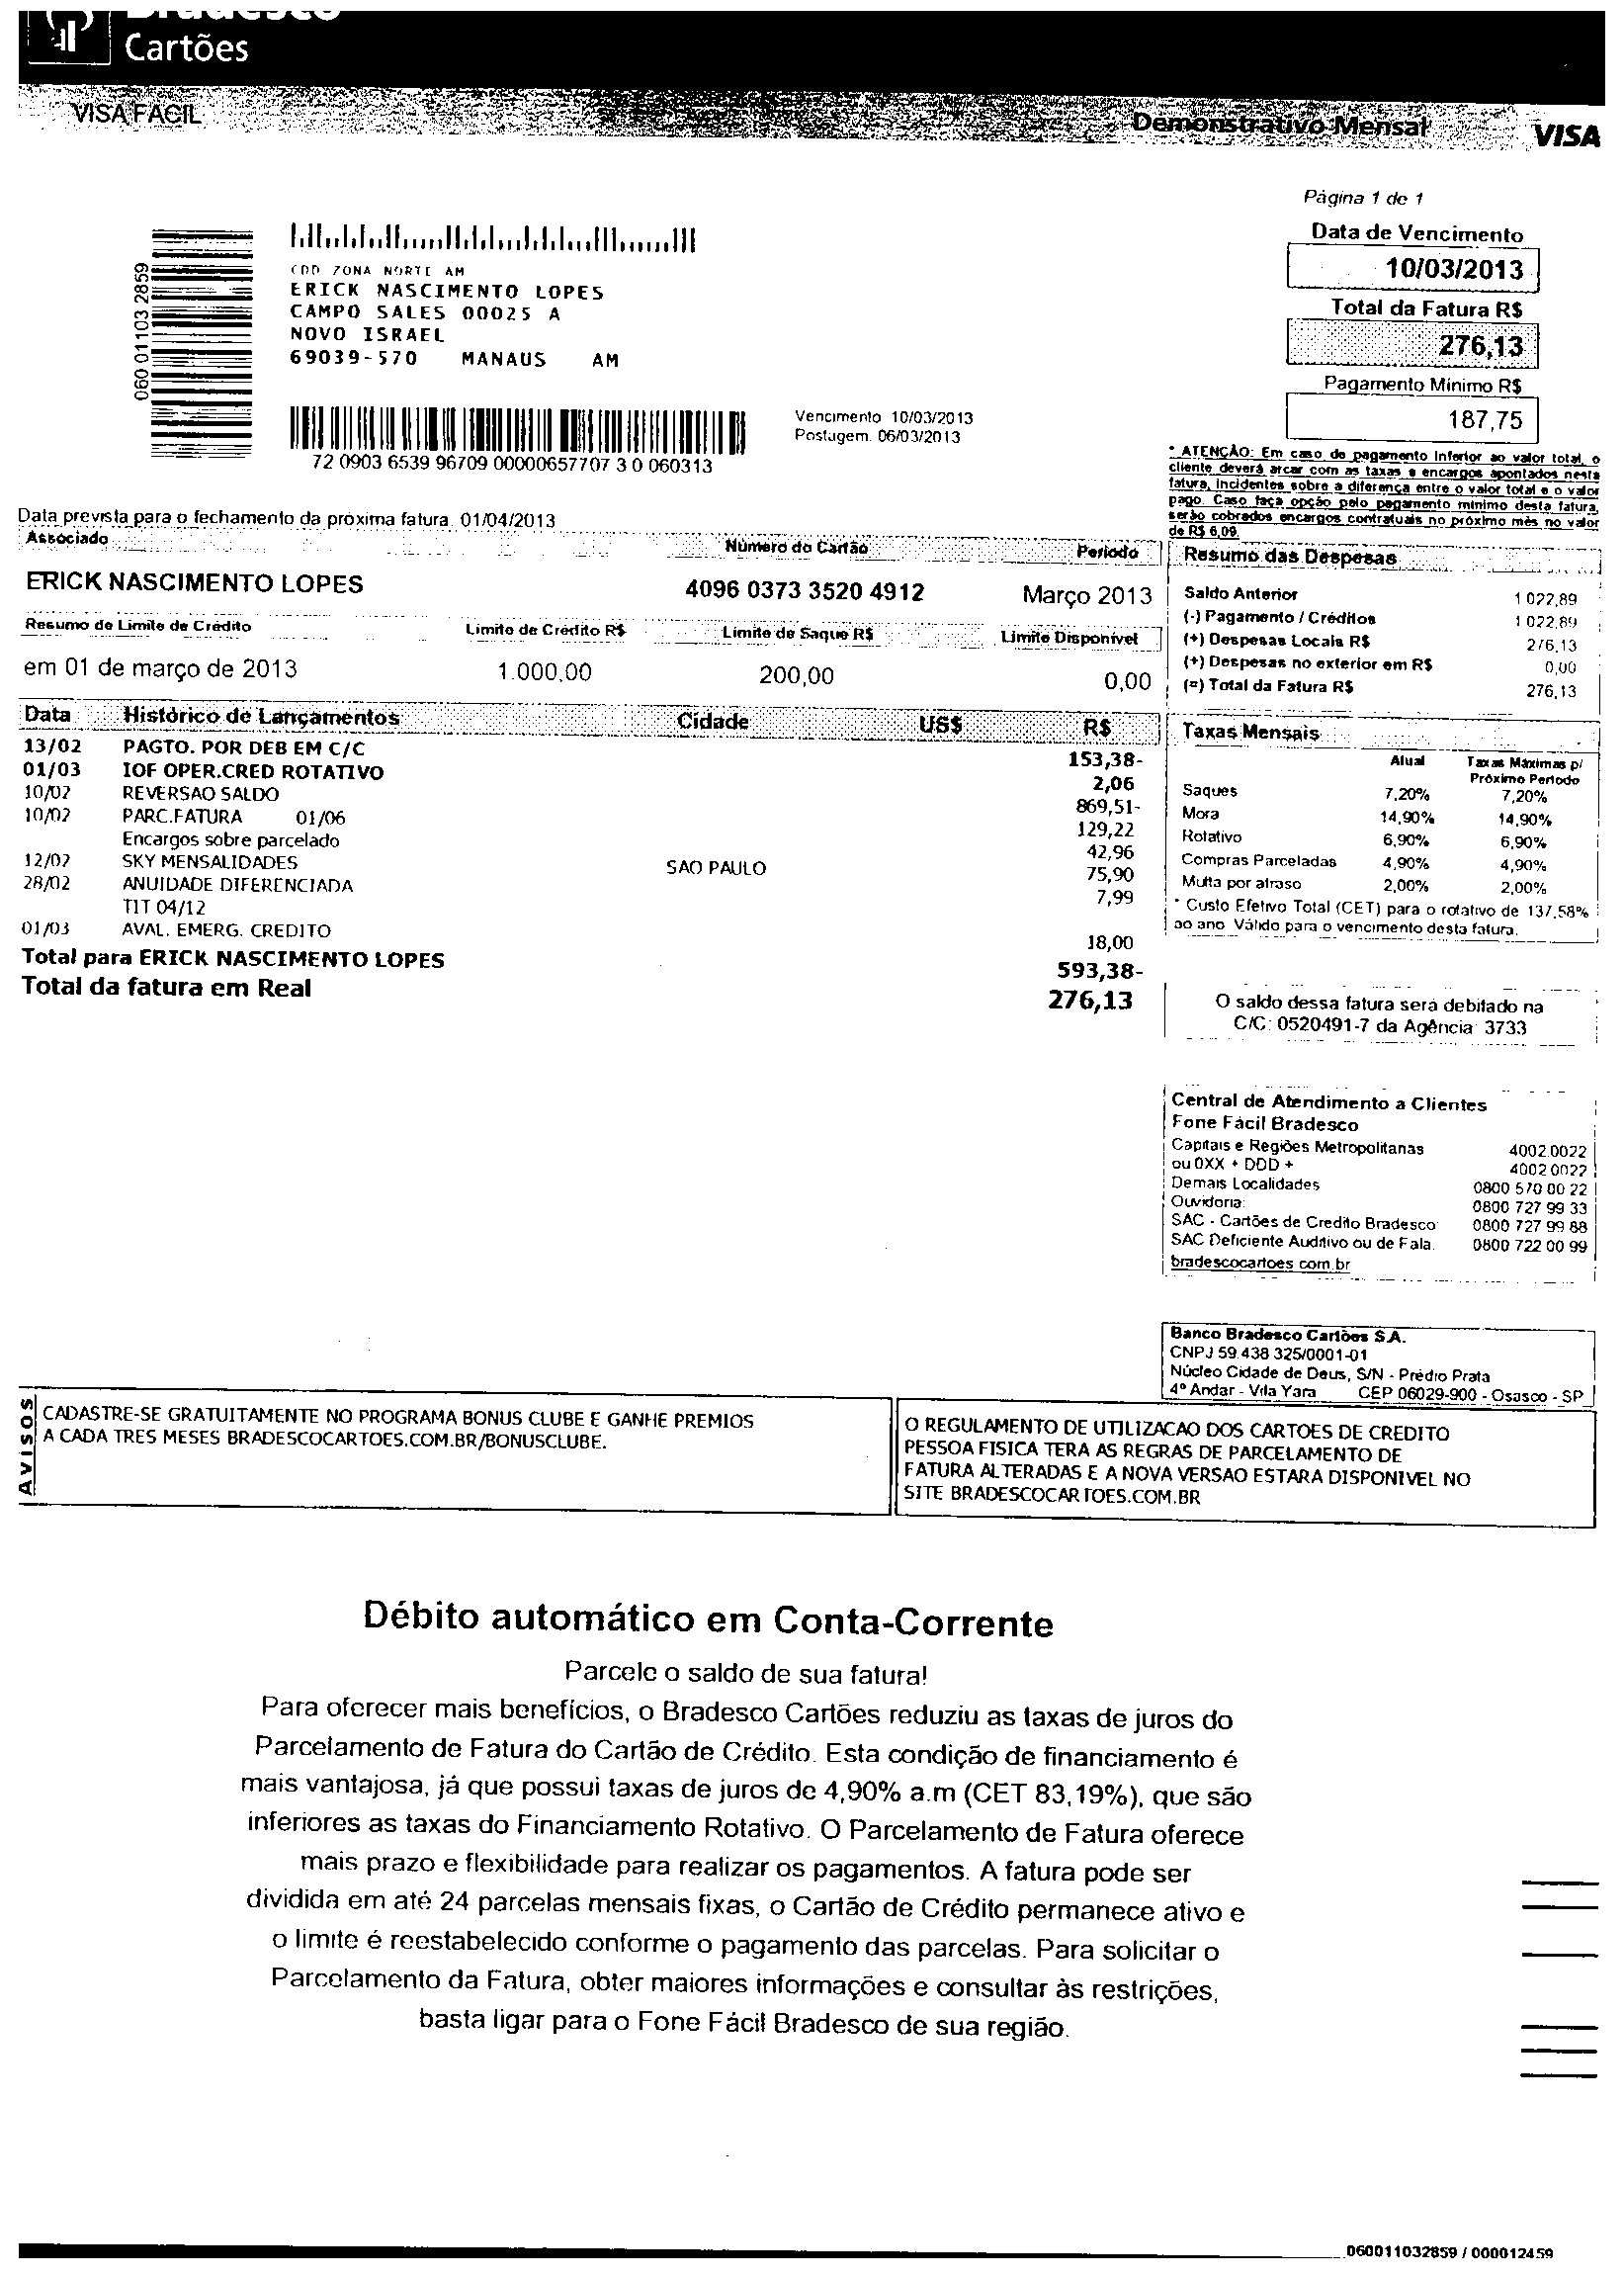 Bradesco
Cartões
VISA FACIL
Demonstrativo Mensal
VISA
Página 1 de 1
Data de Vencimento
10/03/2013
Total da Fatura R$
276,13
Pagamento Mínimo R$
187,75
060 01103 2859
CDD ZONA NORTE AM
ERICK NASCIMENTO LOPES
CAMPO SALES 00025 A
NOVO ISRAEL
69039-570 MANAUS AM
Vencimento 10/03/2013
Postagem. 06/03/2013
72 0903 6539 96709 00000657707 3 0 060313
* ATENÇÃO: Em caso de pagamento inferior ao valor total, o
cliente deverá arcar com as taxas e encargos apontados nesta
fatura, incidentes sobre a diferença entre o valor total e o valor
pago. Caso faça opção pelo pagamento mínimo desta fatura,
serão cobrados encargos contratuais no próximo mês no valor
de R$ 6,09.
Data prevista para o fechamento da próxima fatura. 01/04/2013
Associado Número do Cartão Período
ERICK NASCIMENTO LOPES 4096 0373 3520 4912 Março 2013
Resumo de Limite de Crédito Limite de Crédito R$ Limite de Saque R$ Limite Disponível
em 01 de março de 2013 1.000,00 200,00 0,00
Data Histórico de Lançamentos Cidade US$ R$
13/02 PAGTO. POR DEB EM C/C 153,38-
01/03 IOF OPER.CRED ROTATIVO 2,06
10/02 REVERSAO SALDO 869,51-
10/02 PARC.FATURA 01/06 129,22
Encargos sobre parcelado 42,96
12/02 SKY MENSALIDADES SAO PAULO 75,90
28/02 ANUIDADE DIFERENCIADA 7,99
TIT 04/12
01/03 AVAL. EMERG. CREDITO 18,00
Total para ERICK NASCIMENTO LOPES 593,38-
Total da fatura em Real 276,13
Resumo das Despesas
Saldo Anterior 1 022,89
(-) Pagamento / Créditos 1 022,89
(+) Despesas Locais R$ 276,13
(+) Despesas no exterior em R$ 0,00
(=) Total da Fatura R$ 276,13
Taxas Mensais
Atual Taxas Máximas p/
Próximo Período
Saques 7,20% 7,20%
Mora 14,90% 14,90%
Rotativo 6,90% 6,90%
Compras Parceladas 4,90% 4,90%
Multa por atraso 2,00% 2,00%
* Custo Efetivo Total (CET) para o rotativo de 137,58%
ao ano. Válido para o vencimento desta fatura.
O saldo dessa fatura será debitado na
C/C: 0520491-7 da Agência: 3733
Central de Atendimento a Clientes
Fone Fácil Bradesco
Capitais e Regiões Metropolitanas 4002 0022
ou 0XX + DDD + 4002 0022
Demais Localidades 0800 570 00 22
Ouvidoria: 0800 727 99 33
SAC - Cartões de Credito Bradesco: 0800 727 99 88
SAC Deficiente Auditivo ou de Fala. 0800 722 00 99
bradescocartoes.com.br
Banco Bradesco Cartões S.A.
CNPJ 59.438 325/0001-01
Núcleo Cidade de Deus, S/N - Prédio Prata
4º Andar - Vila Yara CEP 06029-900 - Osasco - SP
AVISOS
CADASTRE-SE GRATUITAMENTE NO PROGRAMA BONUS CLUBE E GANHE PREMIOS
A CADA TRES MESES BRADESCOCARTOES.COM.BR/BONUSCLUBE.
O REGULAMENTO DE UTILIZACAO DOS CARTOES DE CREDITO
PESSOA FISICA TERA AS REGRAS DE PARCELAMENTO DE
FATURA ALTERADAS E A NOVA VERSAO ESTARA DISPONIVEL NO
SITE BRADESCOCARTOES.COM.BR
Débito automático em Conta-Corrente
Parcele o saldo de sua fatura!
Para oferecer mais benefícios, o Bradesco Cartões reduziu as taxas de juros do
Parcelamento de Fatura do Cartão de Crédito. Esta condição de financiamento é
mais vantajosa, já que possui taxas de juros de 4,90% a.m (CET 83,19%), que são
inferiores as taxas do Financiamento Rotativo. O Parcelamento de Fatura oferece
mais prazo e flexibilidade para realizar os pagamentos. A fatura pode ser
dividida em até 24 parcelas mensais fixas, o Cartão de Crédito permanece ativo e
o limite é reestabelecido conforme o pagamento das parcelas. Para solicitar o
Parcelamento da Fatura, obter maiores informações e consultar às restrições,
basta ligar para o Fone Fácil Bradesco de sua região.
060011032859 / 000012459